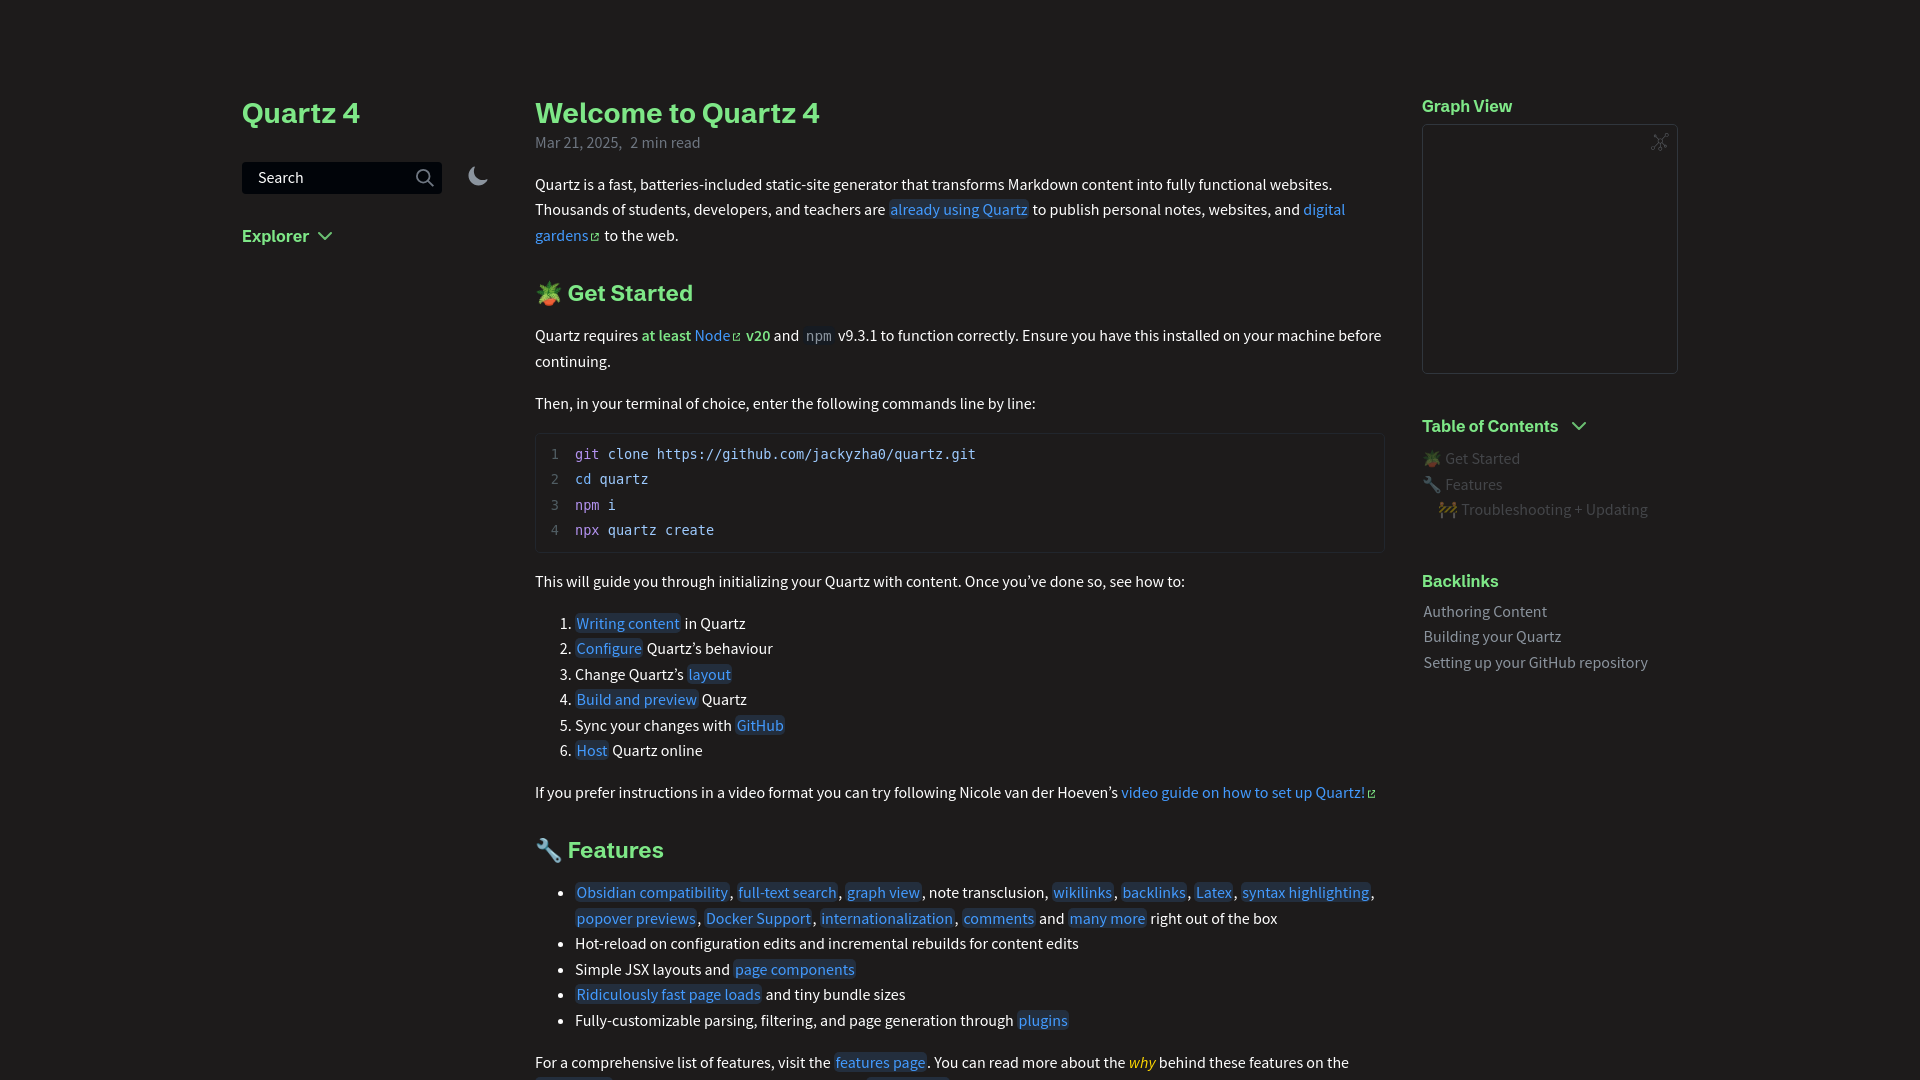 Quartz 4
Search
Explorer
Welcome to Quartz 4
Mar 21, 2025, 2 min read
Quartz is a fast, batteries-included static-site generator that transforms Markdown content into fully functional websites.
Thousands of students, developers, and teachers are already using Quartz to publish personal notes, websites, and digital
gardens to the web.
🪴 Get Started
Quartz requires at least Node v20 and npm v9.3.1 to function correctly. Ensure you have this installed on your machine before
continuing.
Then, in your terminal of choice, enter the following commands line by line:
1 git clone https://github.com/jackyzha0/quartz.git
2 cd quartz
3 npm i
4 npx quartz create
This will guide you through initializing your Quartz with content. Once you’ve done so, see how to:
1. Writing content in Quartz
2. Configure Quartz’s behaviour
3. Change Quartz’s layout
4. Build and preview Quartz
5. Sync your changes with GitHub
6. Host Quartz online
If you prefer instructions in a video format you can try following Nicole van der Hoeven’s video guide on how to set up Quartz!
🔧 Features
• Obsidian compatibility, full-text search, graph view, note transclusion, wikilinks, backlinks, Latex, syntax highlighting,
popover previews, Docker Support, internationalization, comments and many more right out of the box
• Hot-reload on configuration edits and incremental rebuilds for content edits
• Simple JSX layouts and page components
• Ridiculously fast page loads and tiny bundle sizes
• Fully-customizable parsing, filtering, and page generation through plugins
For a comprehensive list of features, visit the features page. You can read more about the why behind these features on the
Graph View
Table of Contents
🪴 Get Started
🔧 Features
🚧 Troubleshooting + Updating
Backlinks
Authoring Content
Building your Quartz
Setting up your GitHub repository